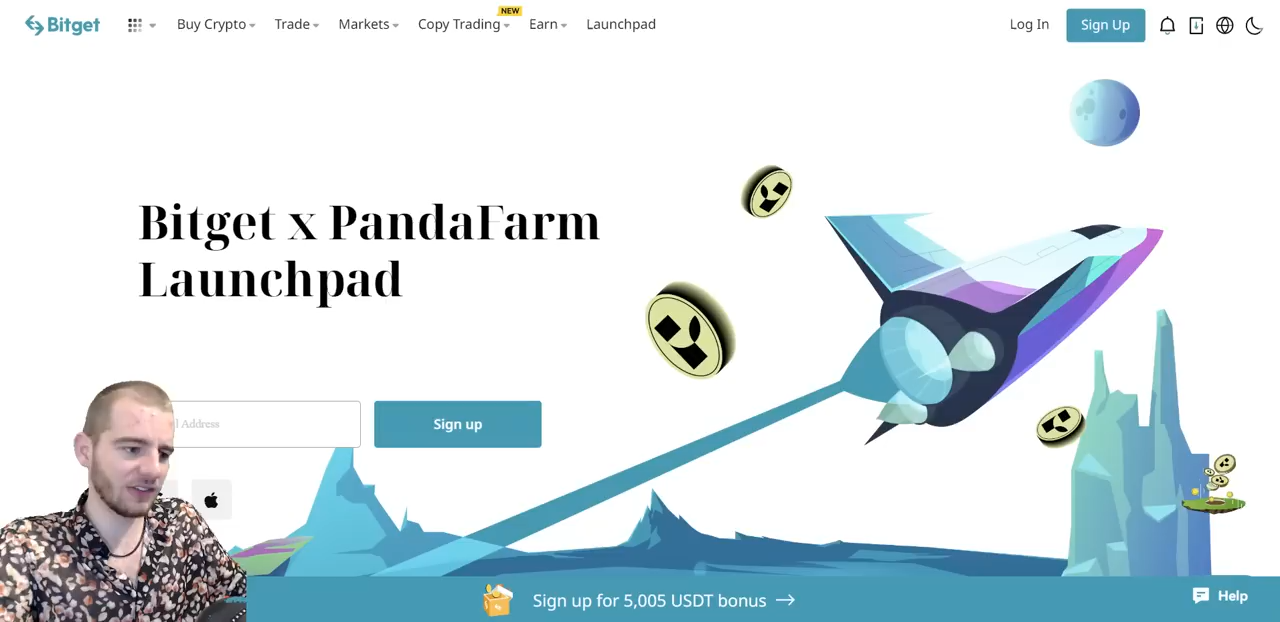 Bitget
Buy Crypto
Trade
Markets
Copy Trading
NEW
Earn
Launchpad
Log In
Sign Up
Bitget x PandaFarm
Launchpad
Address
Sign up
Sign up for 5,005 USDT bonus
Help